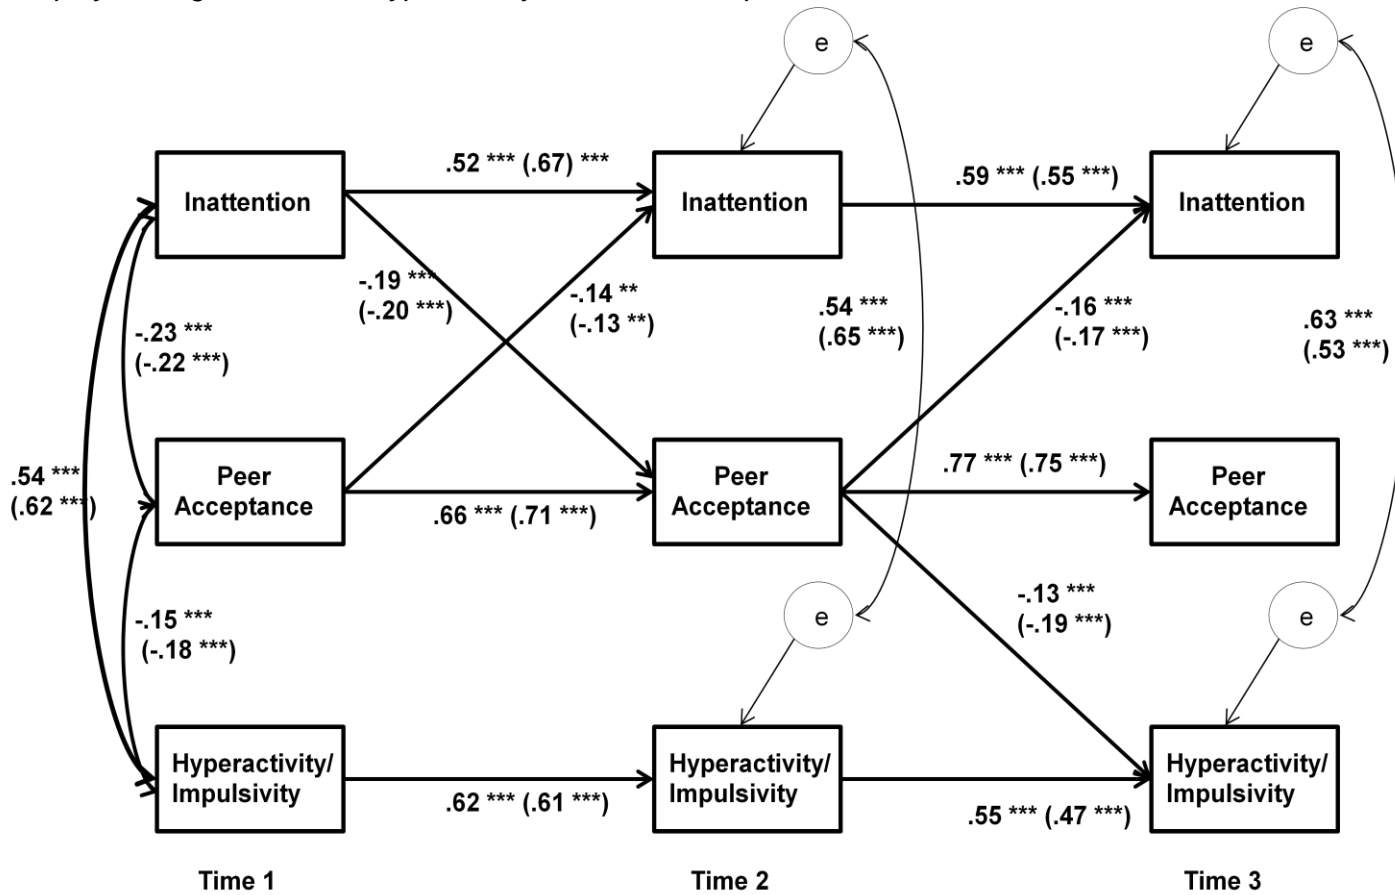 e
e
.52 *** (.67) ***
.59 *** (.55 ***)
Inattention
Inattention
Inattention
-.19 ***
(-.20 ***)
-.14 **
(-.13 **)
.54 ***
(.65 ***)
-.16 ***
(-.17 ***)
.63 ***
(.53 ***)
-.23 ***
(-.22 ***)
.54 ***
(.62 ***)
Peer
Acceptance
Peer
Acceptance
Peer
Acceptance
.77 *** (.75 ***)
.66 *** (.71 ***)
-.15 ***
(-.18 ***)
-.13 ***
(-.19 ***)
e
e
Hyperactivity/
Impulsivity
Hyperactivity/
Impulsivity
Hyperactivity/
Impulsivity
.62 *** (.61 ***)
.55 *** (.47 ***)
Time 1
Time 2
Time 3